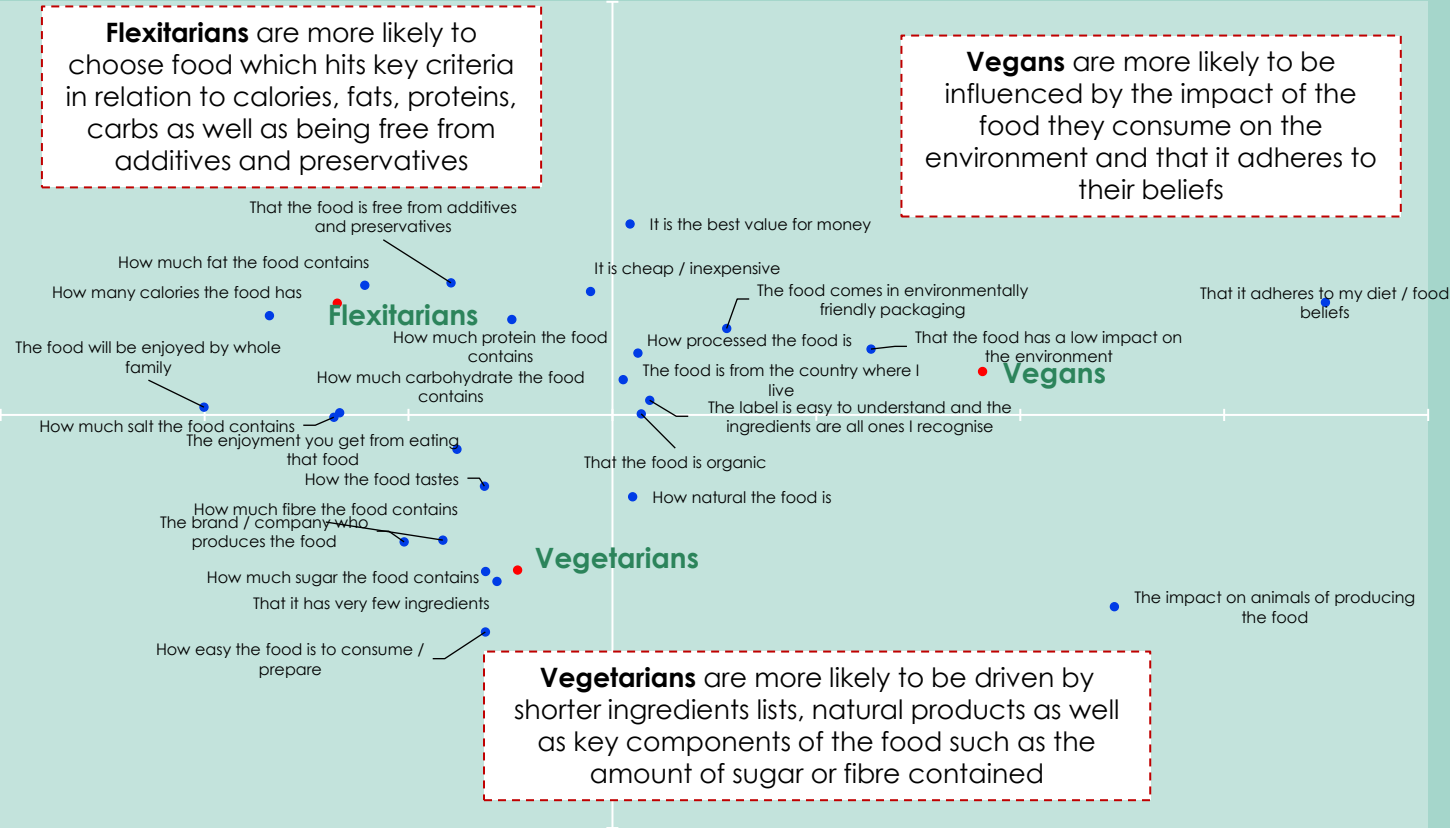 Flexitarians are more likely to
choose food which hits key criteria
in relation to calories, fats, proteins,
carbs as well as being free from
additives and preservatives
Vegans are more likely to be
influenced by the impact of the
food they consume on the
environment and that it adheres to
their beliefs
That the food is free from additives
and preservatives
It is the best value for money
How much fat the food contains
It is cheap / inexpensive
How many calories the food has
The food comes in environmentally
friendly packaging
That it adheres to my diet / food
beliefs
Flexitarians
How much protein the food
contains
How processed the food is
That the food has a low impact on
the environment
The food will be enjoyed by whole
family
Vegans
How much carbohydrate the food
contains
The food is from the country where I
live
The label is easy to understand and the
ingredients are all ones I recognise
How much salt the food contains
The enjoyment you get from eating
that food
That the food is organic
How the food tastes
How natural the food is
How much fibre the food contains
The brand / company who
produces the food
Vegetarians
How much sugar the food contains
That it has very few ingredients
The impact on animals of producing
the food
How easy the food is to consume /
prepare
Vegetarians are more likely to be driven by
shorter ingredients lists, natural products as well
as key components of the food such as the
amount of sugar or fibre contained